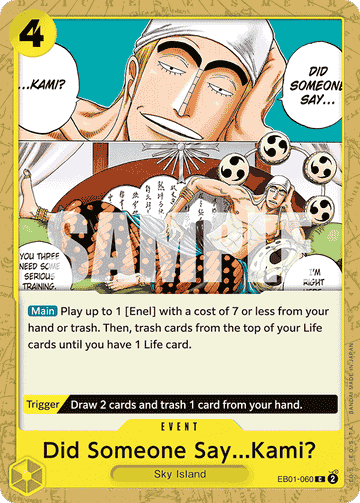 4
...KAMI?
DID
SOMEONE
SAY...
YOU THREE
NEED SOME
SERIOUS
TRAINING.
I'M
RIGHT
SAMPLE
Main Play up to 1 [Enel] with a cost of 7 or less from your
hand or trash. Then, trash cards from the top of your Life
cards until you have 1 Life card.
Trigger Draw 2 cards and trash 1 card from your hand.
EVENT
Did Someone Say...Kami?
Sky Island
EB01-060 C 2